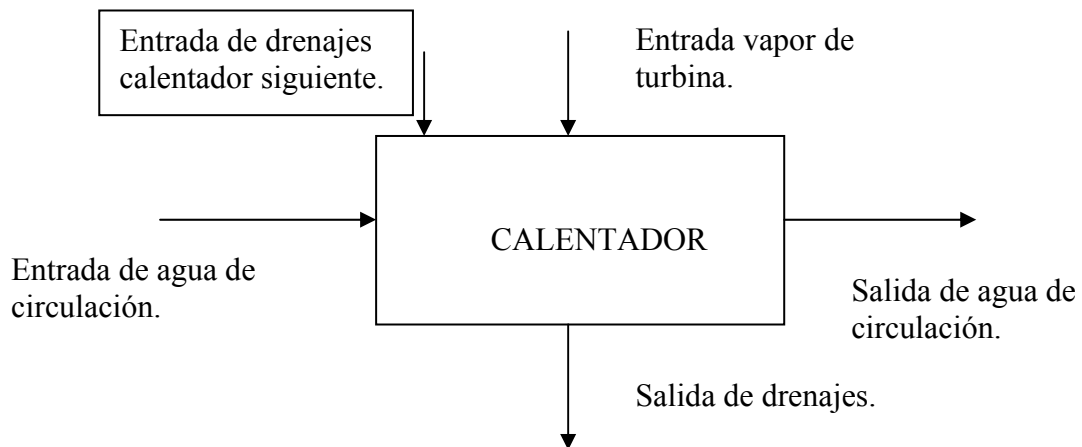 Entrada de drenajes
calentador siguiente.
Entrada vapor de
turbina.
CALENTADOR
Entrada de agua de
circulación.
Salida de agua de
circulación.
Salida de drenajes.